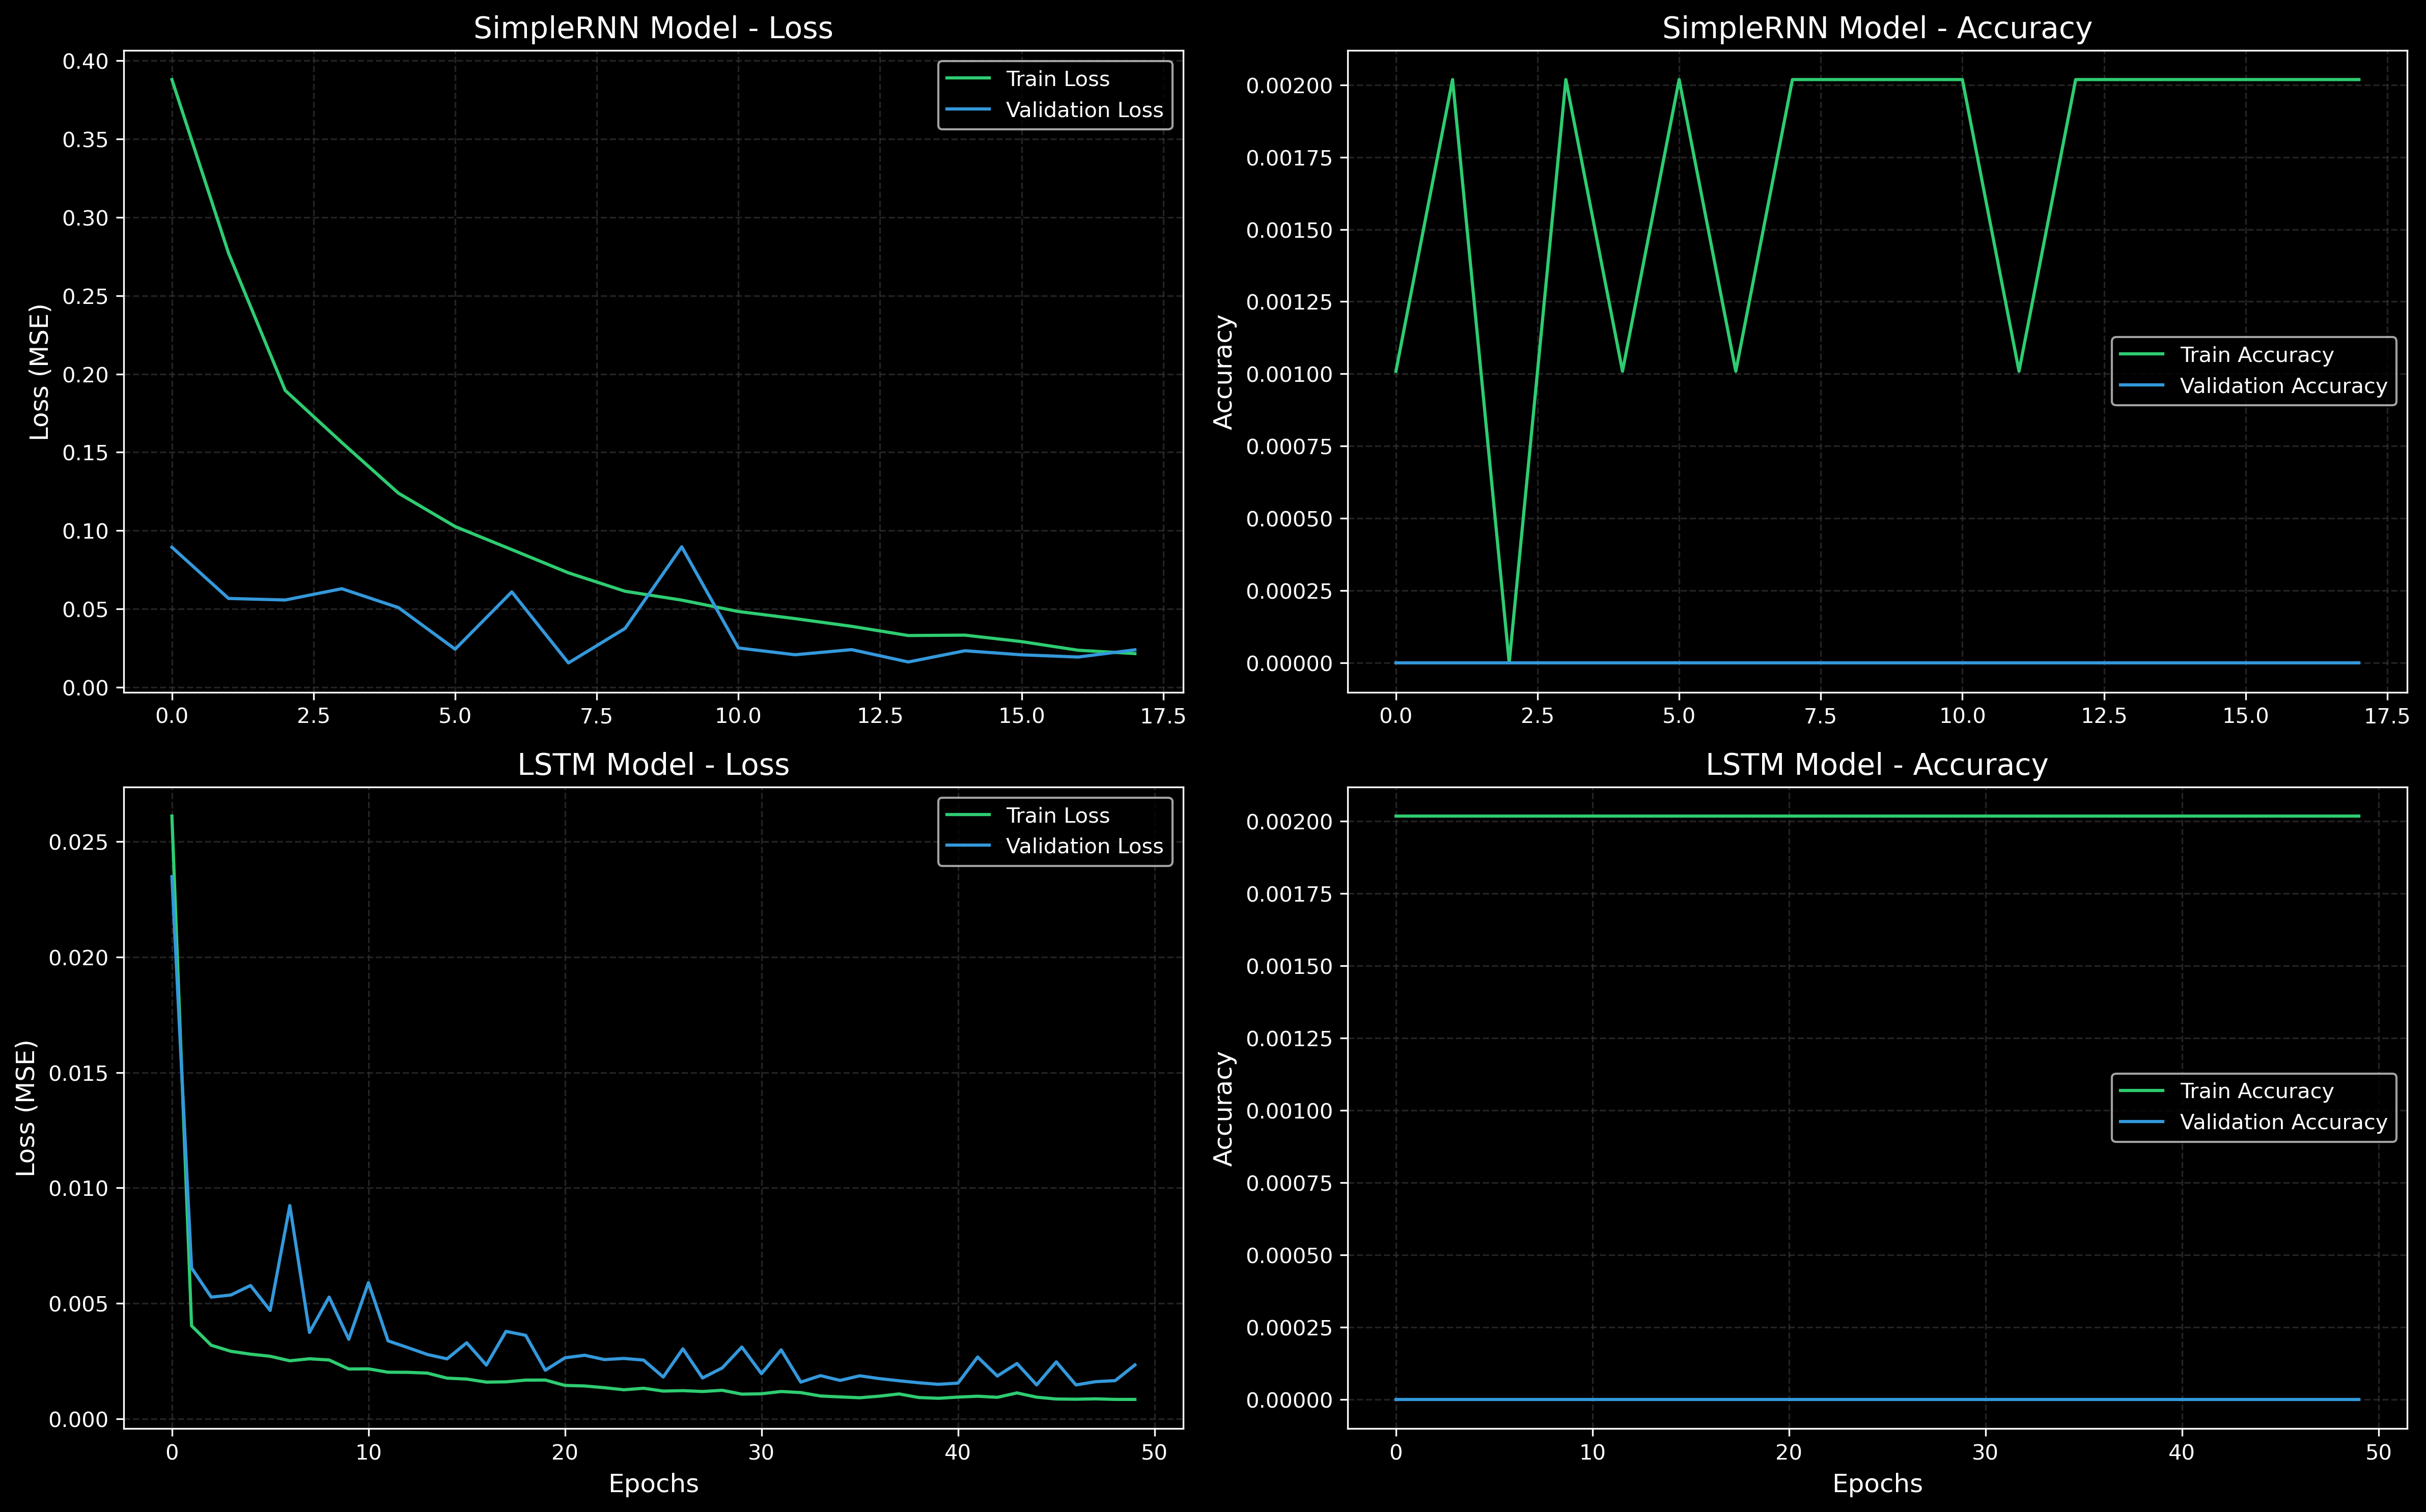 SimpleRNN Model - Loss
Loss (MSE)
0.40
0.35
0.30
0.25
0.20
0.15
0.10
0.05
0.00
Train Loss
Validation Loss
0.0 2.5 5.0 7.5 10.0 12.5 15.0 17.5
SimpleRNN Model - Accuracy
Accuracy
0.00200
0.00175
0.00150
0.00125
0.00100
0.00075
0.00050
0.00025
0.00000
Train Accuracy
Validation Accuracy
0.0 2.5 5.0 7.5 10.0 12.5 15.0 17.5
LSTM Model - Loss
Loss (MSE)
0.025
0.020
0.015
0.010
0.005
0.000
Train Loss
Validation Loss
0 10 20 30 40 50
Epochs
LSTM Model - Accuracy
Accuracy
0.00200
0.00175
0.00150
0.00125
0.00100
0.00075
0.00050
0.00025
0.00000
Train Accuracy
Validation Accuracy
0 10 20 30 40 50
Epochs